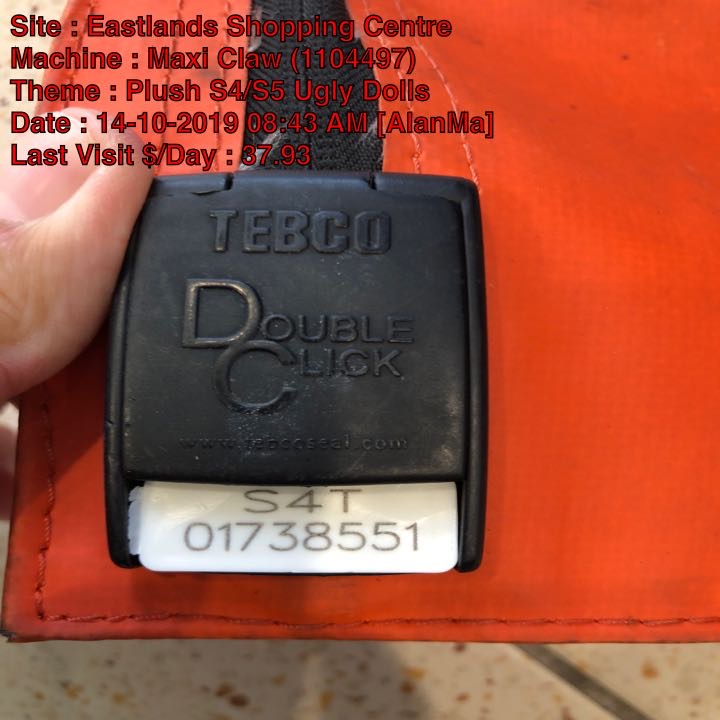 Site : Eastlands Shopping Centre
Machine : Maxi Claw (1104497)
Theme : Plush S4/S5 Ugly Dolls
Date : 14-10-2019 08:43 AM [AlanMa]
Last Visit $/Day : 37.93
TEBCO
DOUBLE
CLICK
www.tebcoseal.com
S4T
01738551